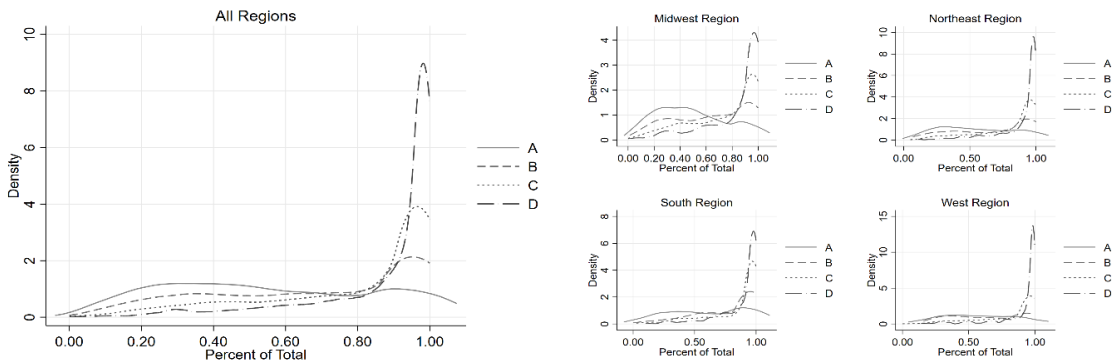 All Regions
10
8
6
4
2
0
Density
0.00 0.20 0.40 0.60 0.80 1.00
Percent of Total
A
B
C
D
Midwest Region
4
3
2
1
0
Density
0.00 0.20 0.40 0.60 0.80 1.00
Percent of Total
A
B
C
D
Northeast Region
10
8
6
4
2
0
Density
0.00 0.50 1.00
Percent of Total
A
B
C
D
South Region
8
6
4
2
0
Density
0.00 0.50 1.00
Percent of Total
A
B
C
D
West Region
15
10
5
0
Density
0.00 0.50 1.00
Percent of Total
A
B
C
D